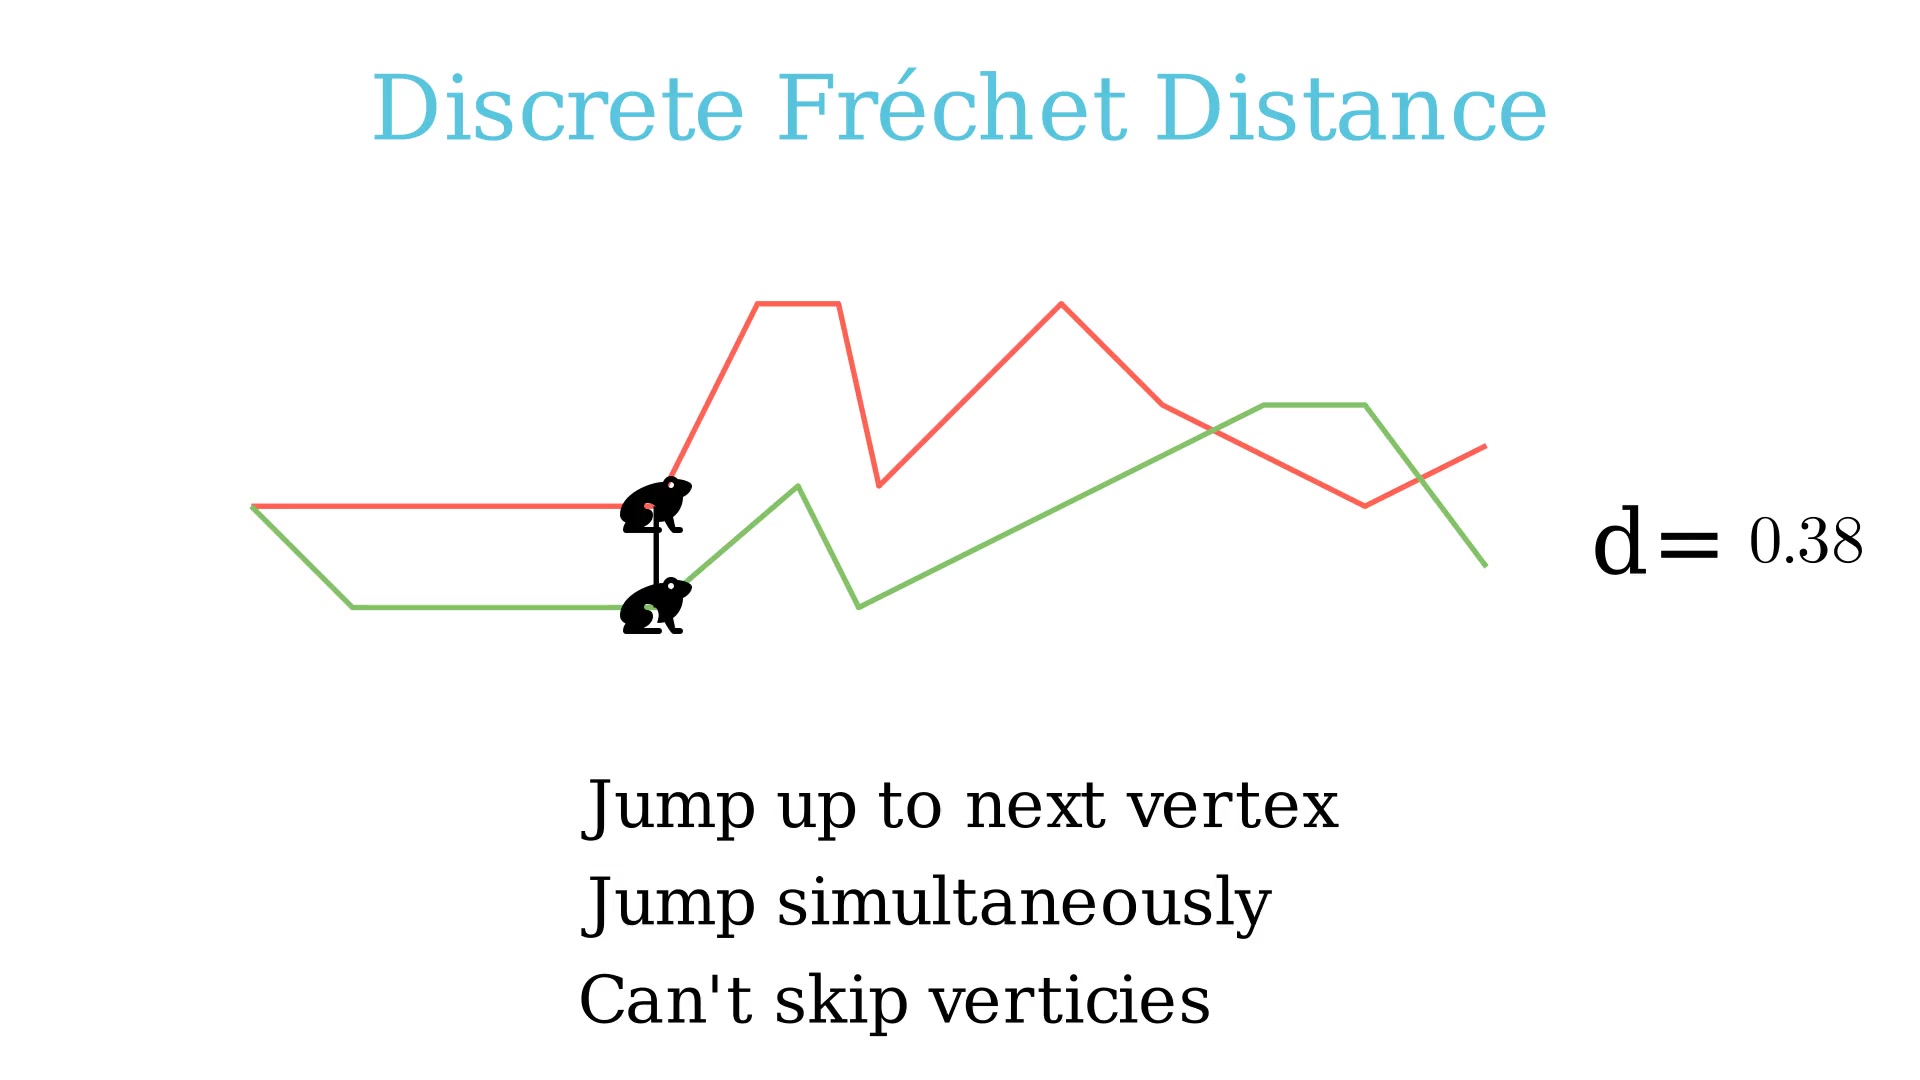 Discrete Fréchet Distance
d= 0.38
Jump up to next vertex
Jump simultaneously
Can't skip verticies